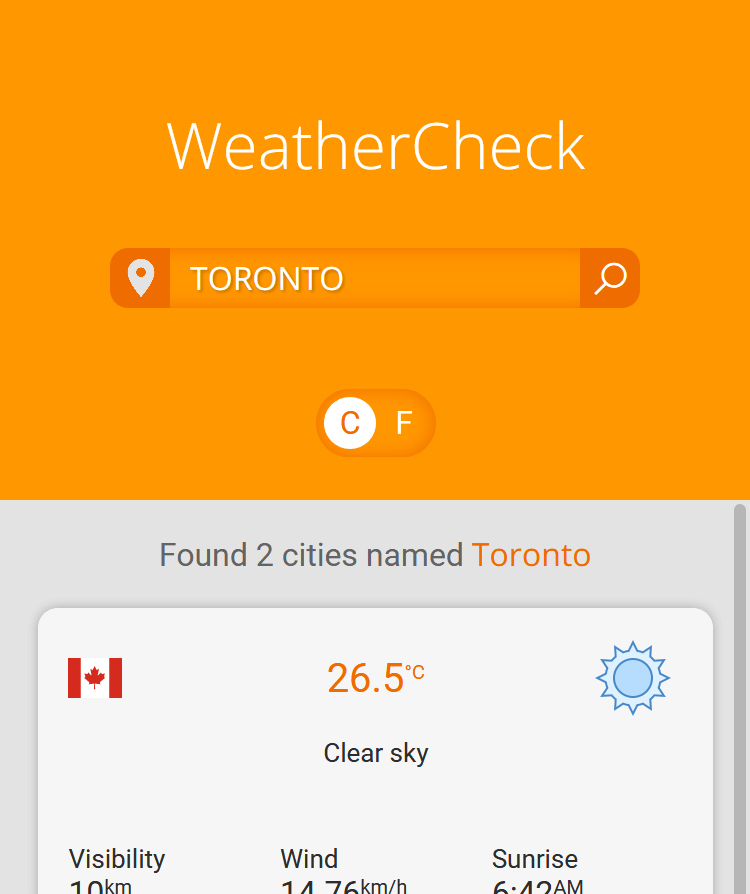 WeatherCheck
TORONTO
C F
Found 2 cities named Toronto
26.5°C
Clear sky
Visibility Wind Sunrise
10km 14.76km/h 6:42AM